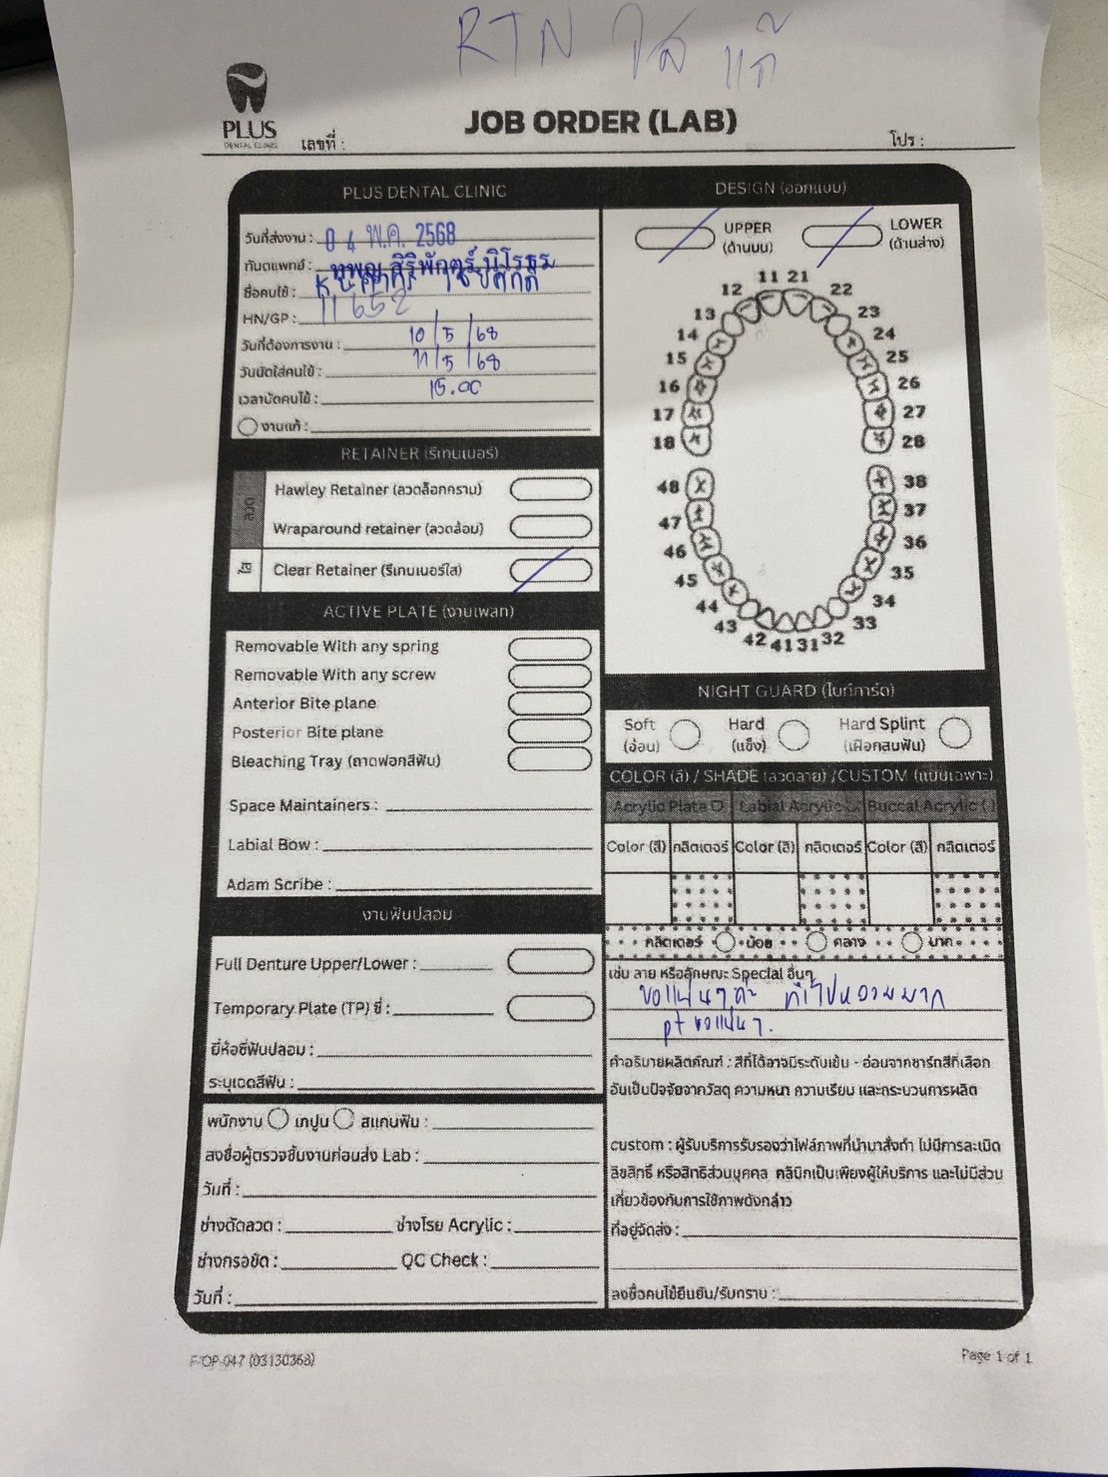 RTN ใส แก้
PLUS
DENTAL CLINIC
JOB ORDER (LAB)
เลขที่ :
โปร :
PLUS DENTAL CLINIC
วันที่ส่งงาน : 0 4 พ.ค. 2568
ทันตแพทย์ : ทพญ.สิริพักตร์ นิโรธร
ชื่อคนไข้ :
HN/GP : 11652
วันที่ต้องการงาน : 10/5/68
วันนัดใส่คนไข้ : 11/5/68
เวลานัดคนไข้ : 15.00
งานแก้ :
RETAINER (รีเทนเนอร์)
ลวด
Hawley Retainer (ลวดล็อกกราม)
Wraparound retainer (ลวดล้อม)
ใส
Clear Retainer (รีเทนเนอร์ใส)
ACTIVE PLATE (งานเพลท)
Removable With any spring
Removable With any screw
Anterior Bite plane
Posterior Bite plane
Bleaching Tray (ถาดฟอกสีฟัน)
Space Maintainers :
Labial Bow :
Adam Scribe :
งานฟันปลอม
Full Denture Upper/Lower :
Temporary Plate (TP) ซี่ :
ยี่ห้อซี่ฟันปลอม :
ระบุเฉดสีฟัน :
พนักงาน เทปูน สแกนฟัน :
ลงชื่อผู้ตรวจชิ้นงานก่อนส่ง Lab :
วันที่ :
ช่างดัดลวด : ช่างโรย Acrylic :
ช่างกรอขัด : QC Check :
วันที่ :
DESIGN (ออกแบบ)
UPPER
(ด้านบน)
LOWER
(ด้านล่าง)
11 21
12 22
13 23
14 24
15 25
16 26
17 27
18 28
48 38
47 37
46 36
45 35
44 34
43 33
42 41 31 32
NIGHT GUARD (ไนท์การ์ด)
Soft
(อ่อน)
Hard
(แข็ง)
Hard Splint
(เฝือกสบฟัน)
COLOR (สี) / SHADE (ลวดลาย) /CUSTOM (แบบเฉพาะ)
Acrylic Plate Labial Acrylic Buccal Acrylic
Color (สี) กลิตเตอร์ Color (สี) กลิตเตอร์ Color (สี) กลิตเตอร์
กลิตเตอร์ น้อย กลาง มาก
เช่น ลาย หรือลักษณะ Special อื่นๆ
ขอแน่นๆค่ะ ทำไปหลวมมาก
pt ขอแน่นๆ.
คำอธิบายผลิตภัณฑ์ : สีที่ได้อาจมีระดับเข้ม - อ่อนจากชาร์ทสีที่เลือก
อันเป็นปัจจัยจากวัสดุ ความหนา ความเรียบ และกระบวนการผลิต
custom : ผู้รับบริการรับรองว่าไฟล์ภาพที่นำมาสั่งทำ ไม่มีการละเมิด
ลิขสิทธิ์ หรือสิทธิส่วนบุคคล คลินิกเป็นเพียงผู้ให้บริการ และไม่มีส่วน
เกี่ยวข้องกับการใช้ภาพดังกล่าว
ที่อยู่จัดส่ง :
ลงชื่อคนไข้ยืนยัน/รับทราบ :
F-OP-047 (03130368)
Page 1 of 1